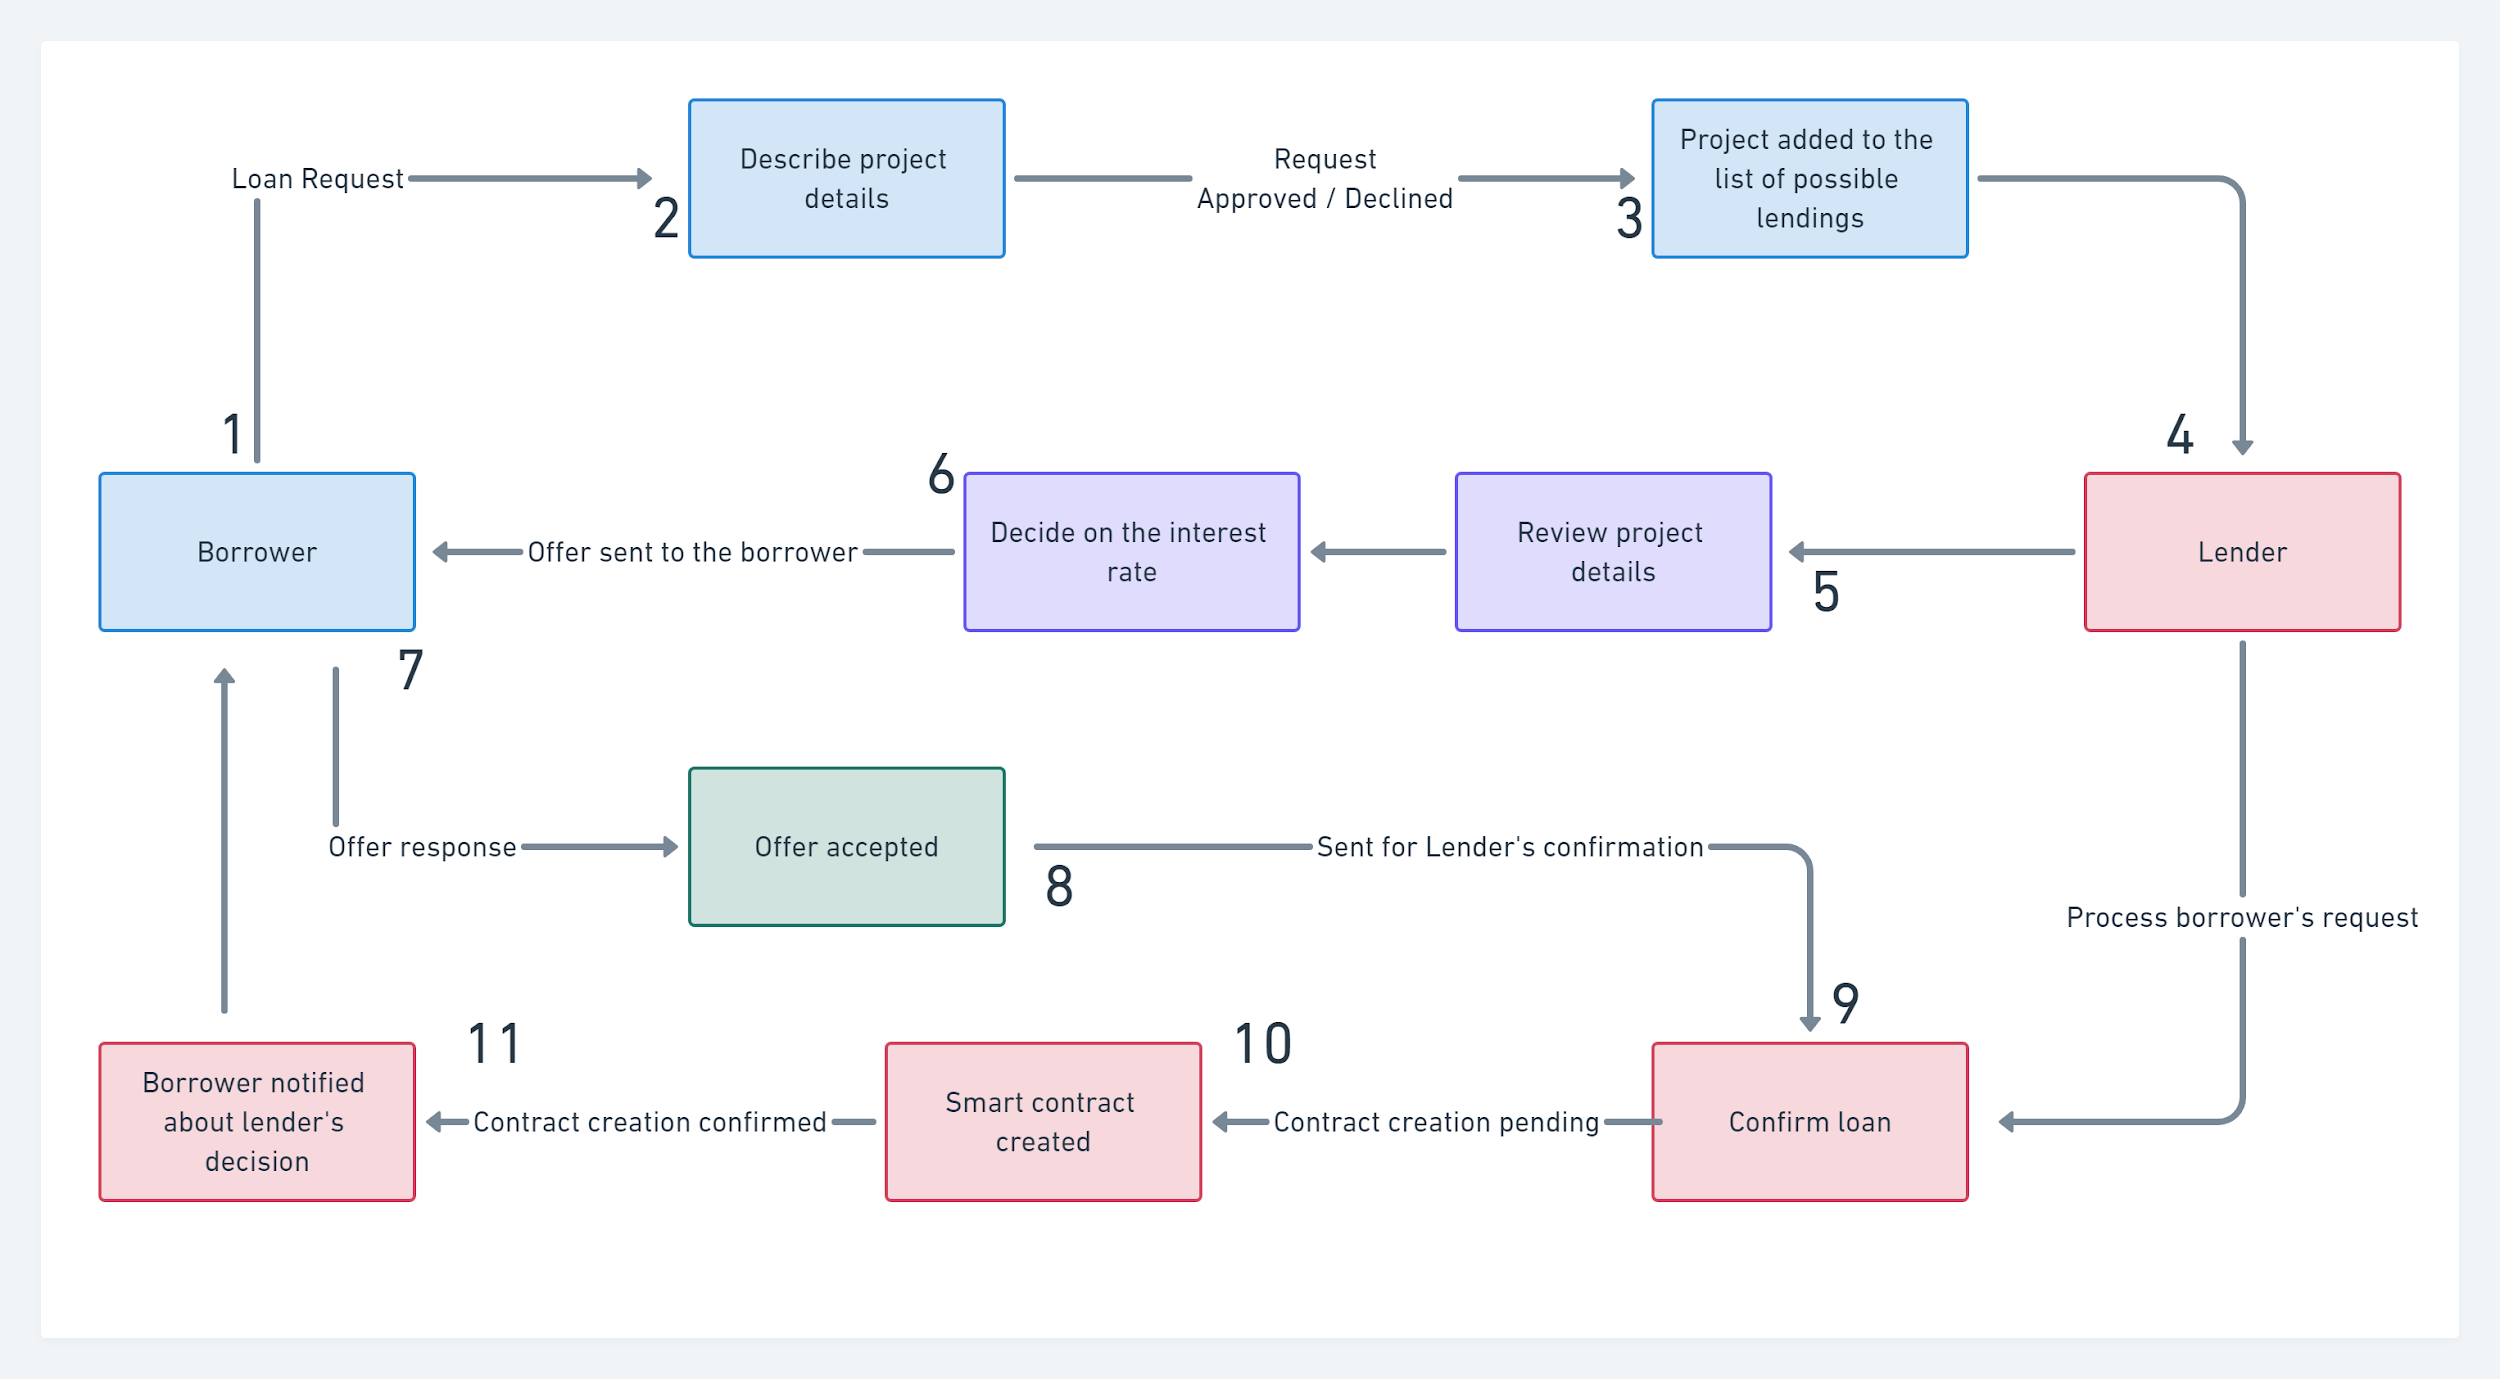 Loan Request
2
Describe project
details
Request
Approved / Declined
3
Project added to the
list of possible
lendings
1
Borrower
Offer sent to the borrower
6
Decide on the interest
rate
Review project
details
5
4
Lender
7
Offer response
Offer accepted
8
Sent for Lender's confirmation
Process borrower's request
9
Confirm loan
Contract creation pending
10
Smart contract
created
Contract creation confirmed
11
Borrower notified
about lender's
decision